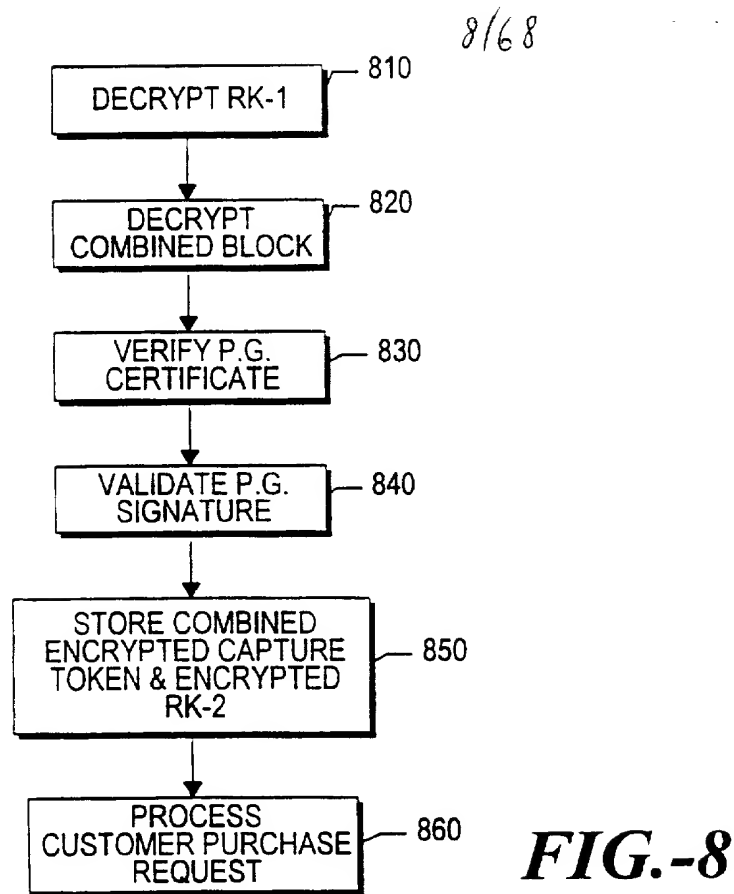 8/68
DECRYPT RK-1
810
DECRYPT
COMBINED BLOCK
820
VERIFY P.G.
CERTIFICATE
830
VALIDATE P.G.
SIGNATURE
840
STORE COMBINED
ENCRYPTED CAPTURE
TOKEN & ENCRYPTED
RK-2
850
PROCESS
CUSTOMER PURCHASE
REQUEST
860
FIG.-8